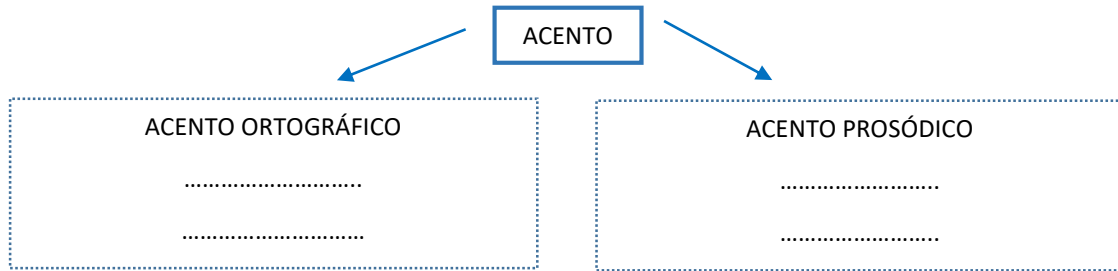 ACENTO
ACENTO ORTOGRÁFICO
………………………..
…………………………
ACENTO PROSÓDICO
……………………..
……………………..